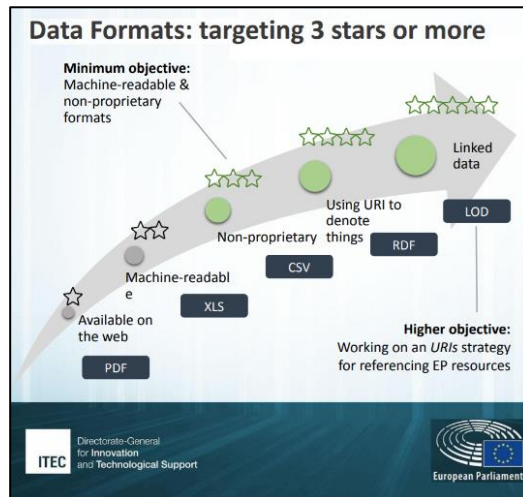 Data Formats: targeting 3 stars or more
Minimum objective:
Machine-readable &
non-proprietary
formats
Linked
data
LOD
Using URI to
denote
things
RDF
Non-proprietary
CSV
Machine-readabl
e
XLS
Available on
the web
PDF
Higher objective:
Working on an URIs strategy
for referencing EP resources
ITEC
Directorate-General
for Innovation
and Technological Support
European Parliament